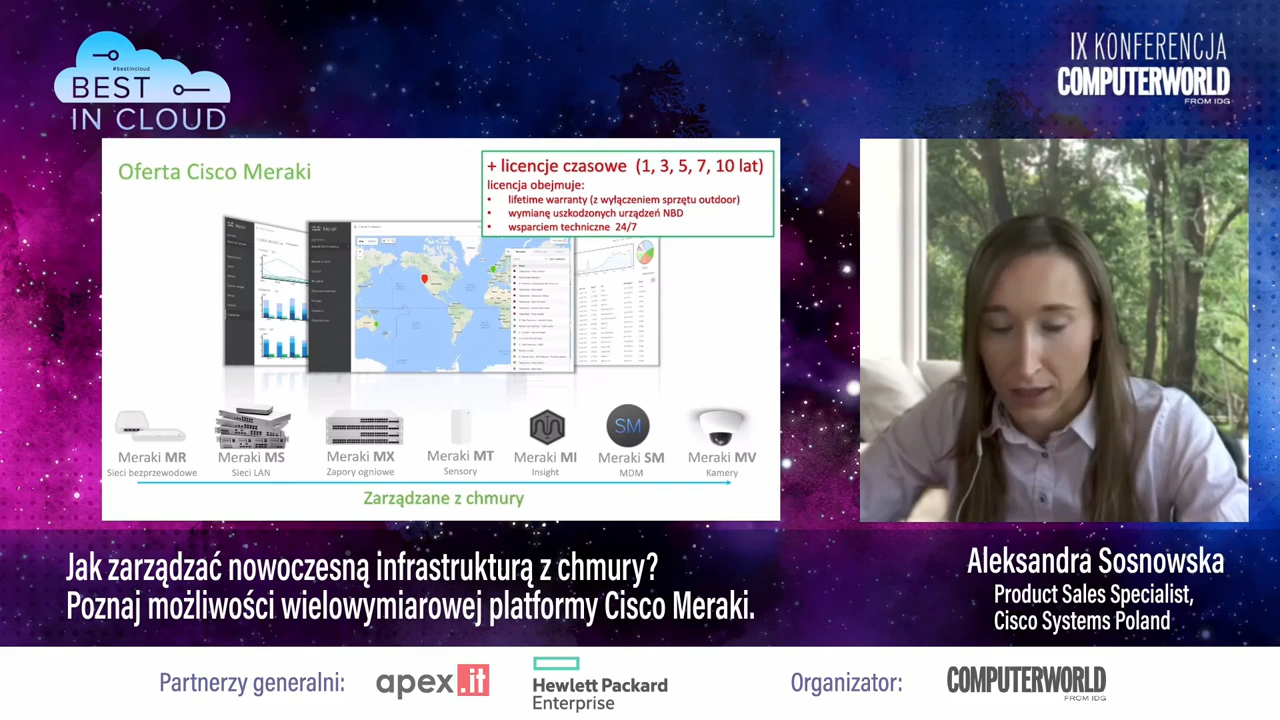 #bestincloud
BEST
IN CLOUD
IX KONFERENCJA
COMPUTERWORLD
FROM IDG
Oferta Cisco Meraki
+ licencje czasowe (1, 3, 5, 7, 10 lat)
licencja obejmuje:
• lifetime warranty (z wyłączeniem sprzętu outdoor)
• wymianę uszkodzonych urządzeń NBD
• wsparciem techniczne 24/7
Meraki
SM
Meraki MR
Sieci bezprzewodowe
Meraki MS
Sieci LAN
Meraki MX
Zapory ogniowe
Meraki MT
Sensory
Meraki MI
Insight
Meraki SM
MDM
Meraki MV
Kamery
Zarządzane z chmury
Jak zarządzać nowoczesną infrastrukturą z chmury?
Poznaj możliwości wielowymiarowej platformy Cisco Meraki.
Aleksandra Sosnowska
Product Sales Specialist,
Cisco Systems Poland
Partnerzy generalni:
apex.it
Hewlett Packard
Enterprise
Organizator:
COMPUTERWORLD
FROM IDG